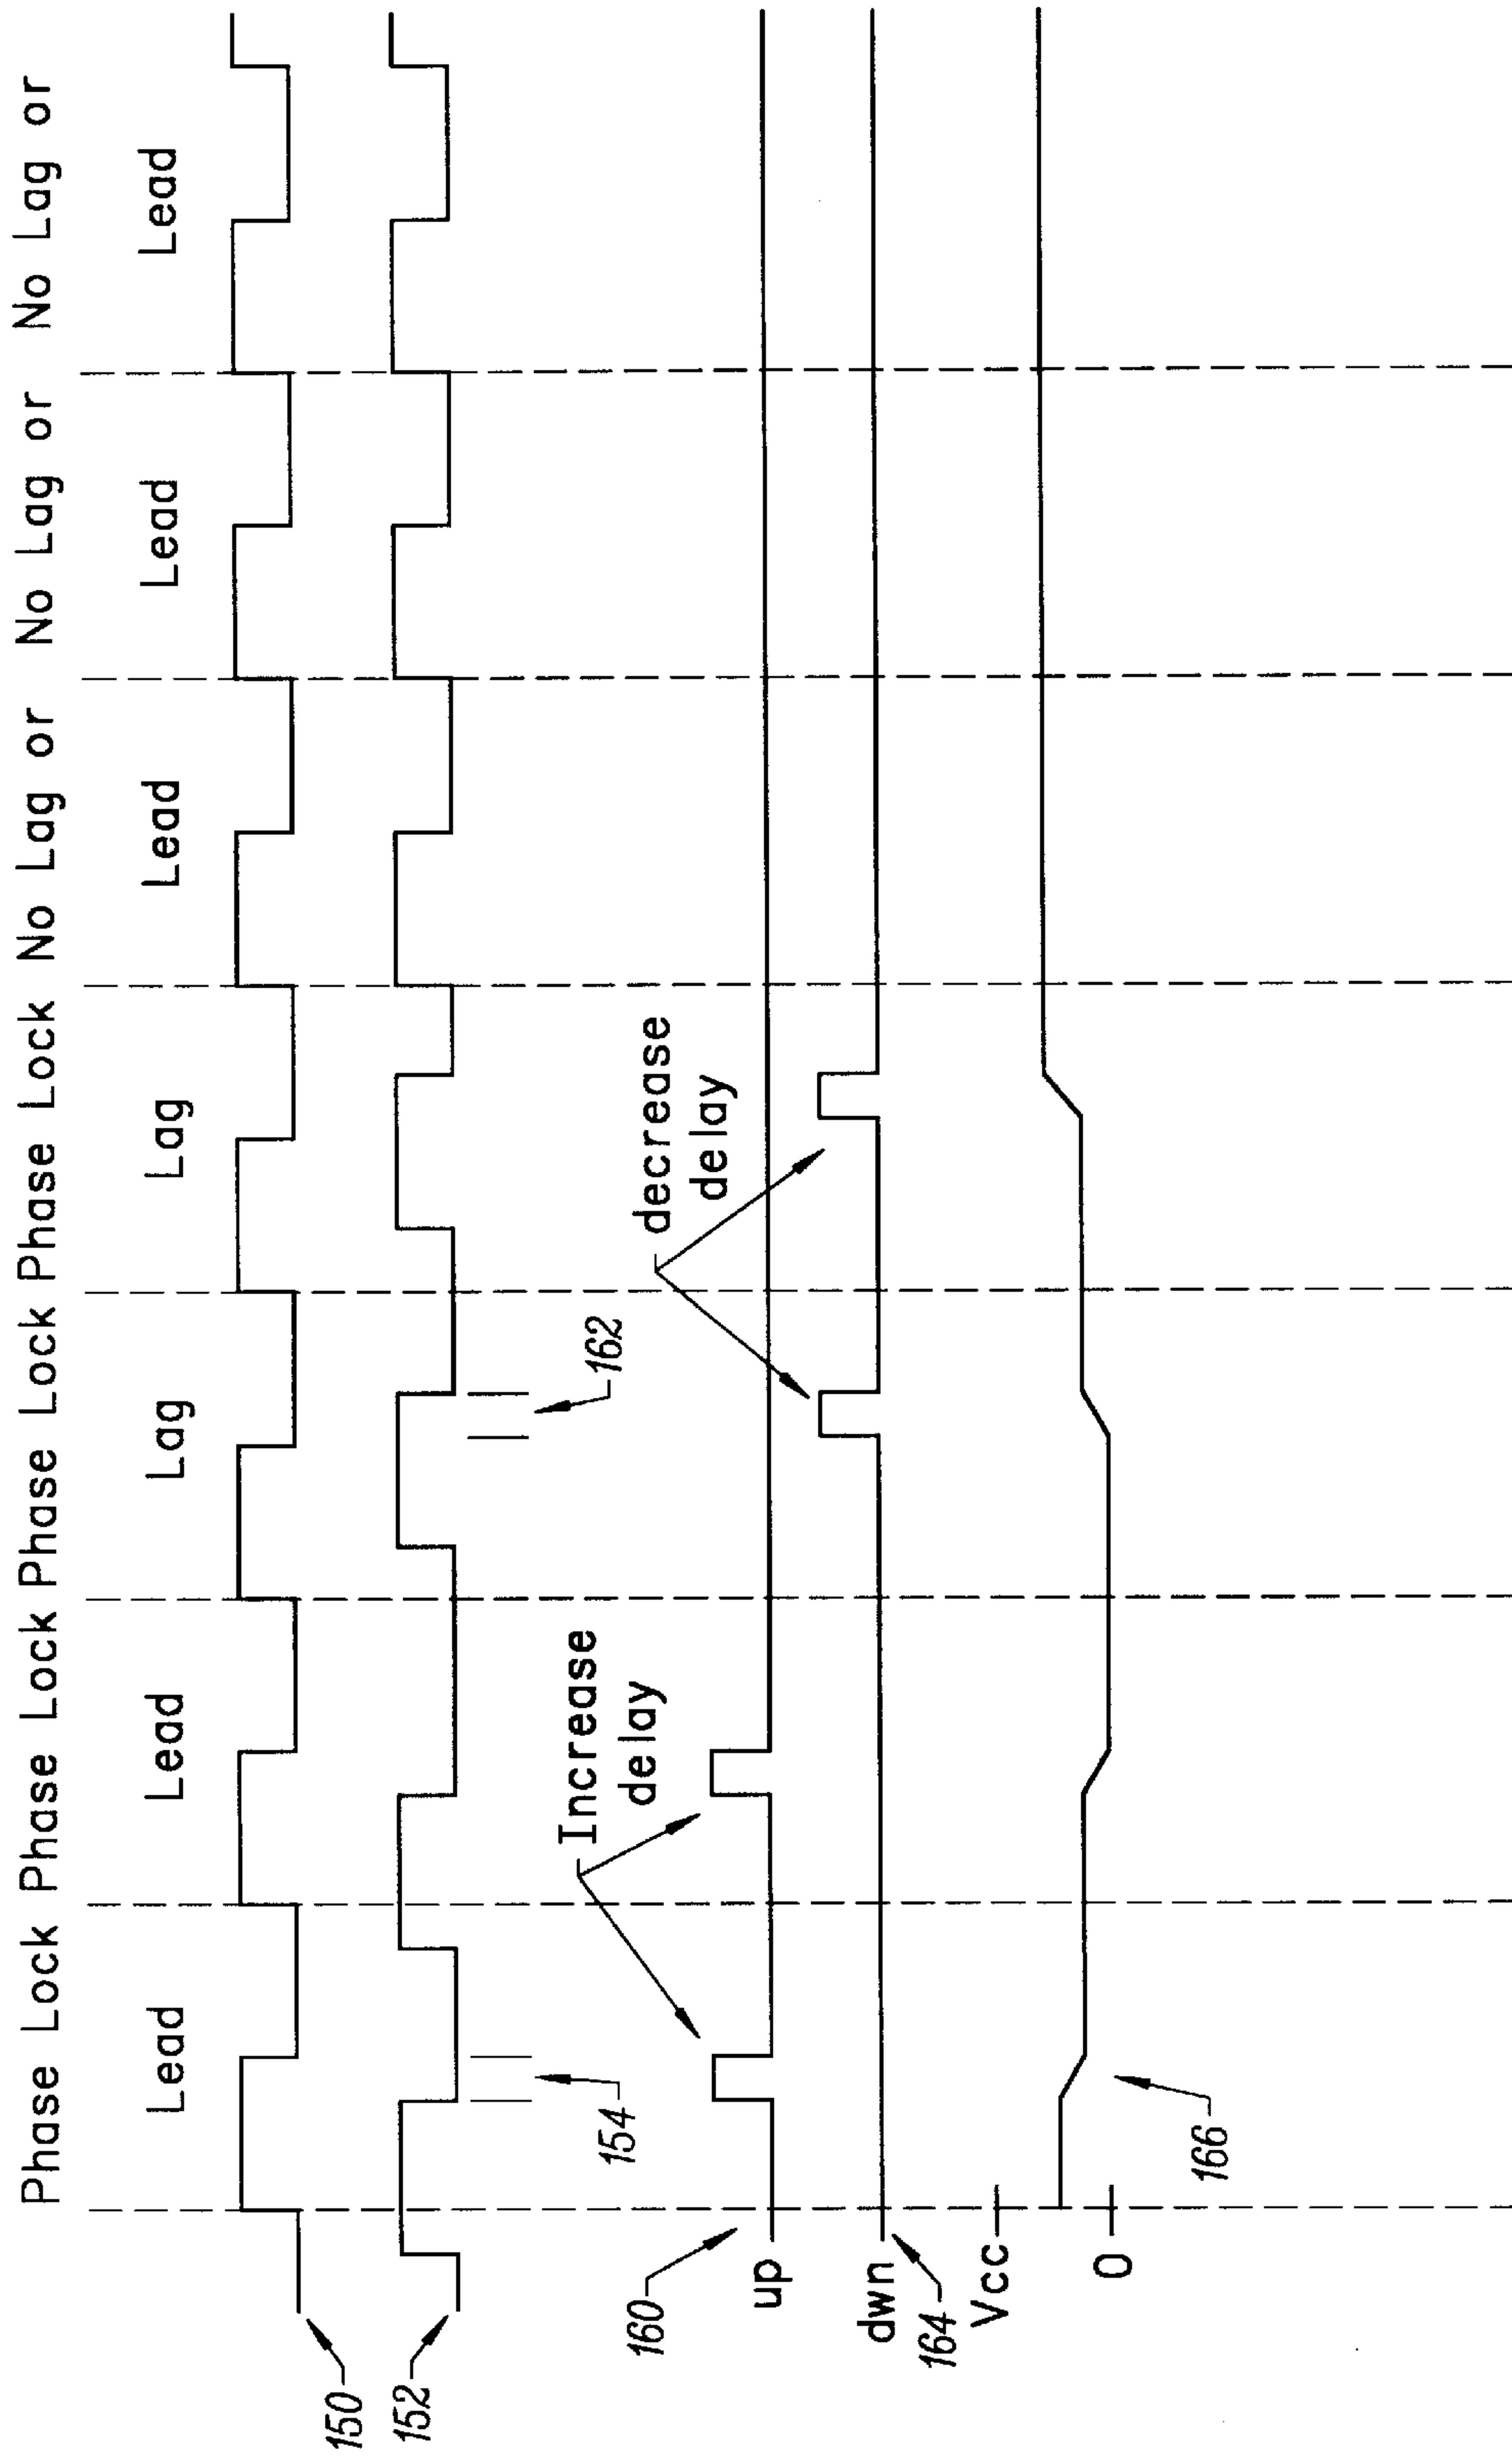 Phase Lock Phase Lock Phase Lock Phase Lock No Lag or No Lag or No Lag or
Lead Lead Lag Lag Lead Lead Lead
150
152
154
162
Increase
delay
decrease
delay
160
up
dwn
164
Vcc
0
166